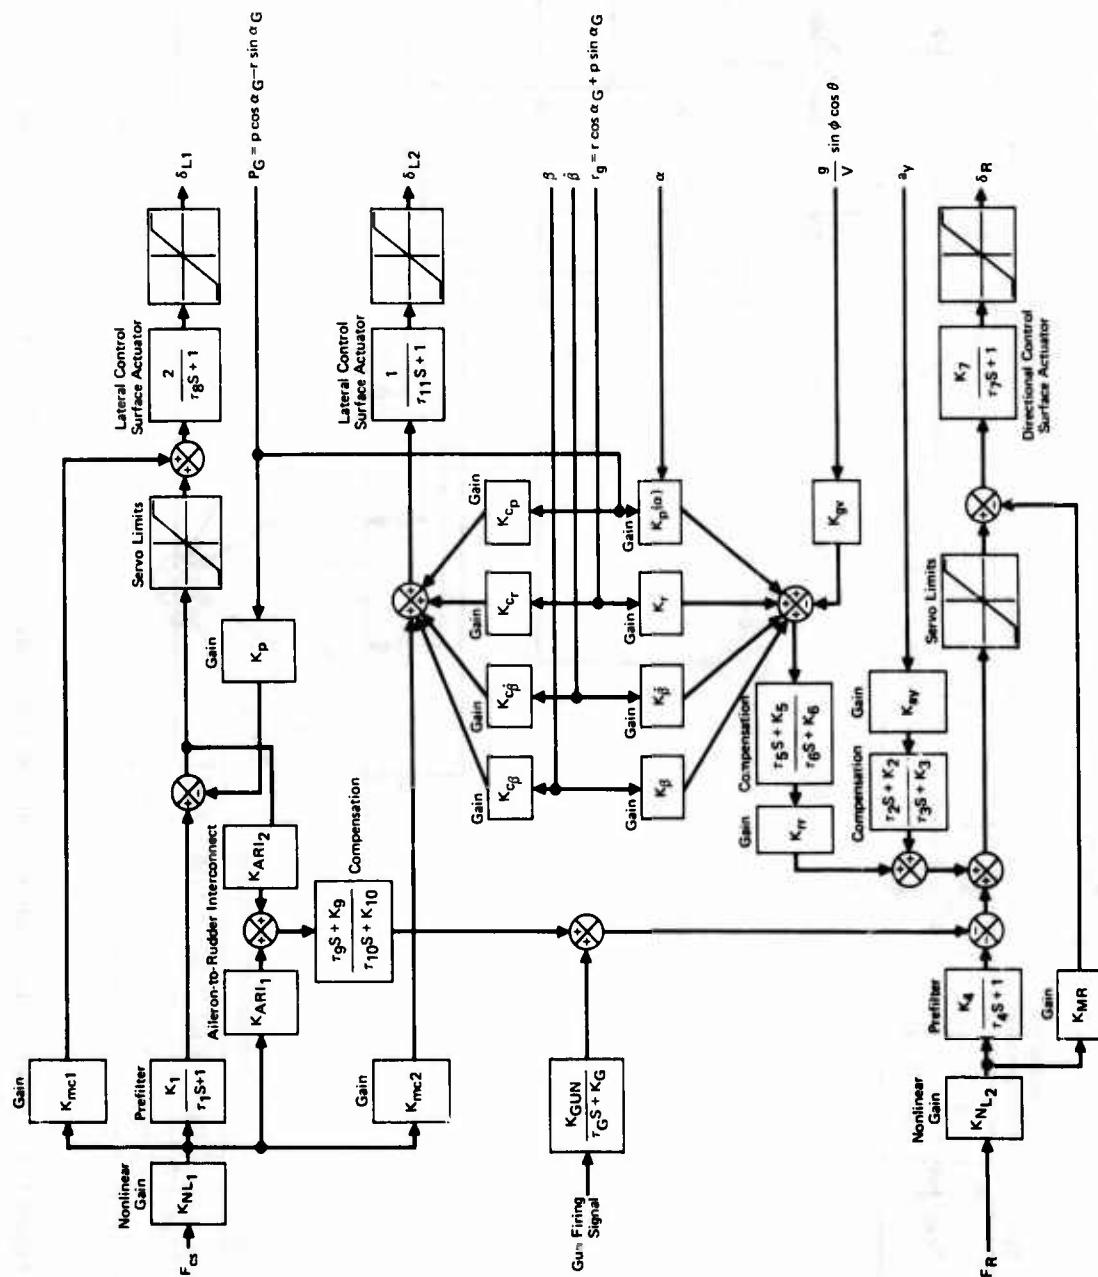 Lateral Control
Surface Actuator
2
τ8S + 1
δL1
Servo Limits
PG = p cos αG – r sin αG
Gain
Kp
Gain
Kmc1
Prefilter
K1
τ1S+1
Nonlinear
Gain
KNL1
Fcs
Aileron-to-Rudder Interconnect
KARI1
KARI2
Compensation
τ9S + K9
τ10S + K10
Gain
Kmc2
Lateral Control
Surface Actuator
1
τ11S + 1
δL2
Gain
Kcβ
Gain
Kcβ̇
Gain
Kcr
Gain
Kcp
β
β̇
rg = r cos αG + p sin αG
α
Gain
Kβ
Gain
Kβ̇
Gain
Kr
Gain
Kp(α)
Kgv
g
V
sin φ cos θ
Compensation
τ5S + K5
τ6S + K6
Gain
Krr
ay
Gain
Kay
Compensation
τ2S + K2
τ3S + K3
Gun Firing
Signal
KGUN
τGS + KG
Servo Limits
Directional Control
Surface Actuator
K7
τ7S + 1
δR
Prefilter
K4
τ4S + 1
Nonlinear
Gain
KNL2
FR
Gain
KMR